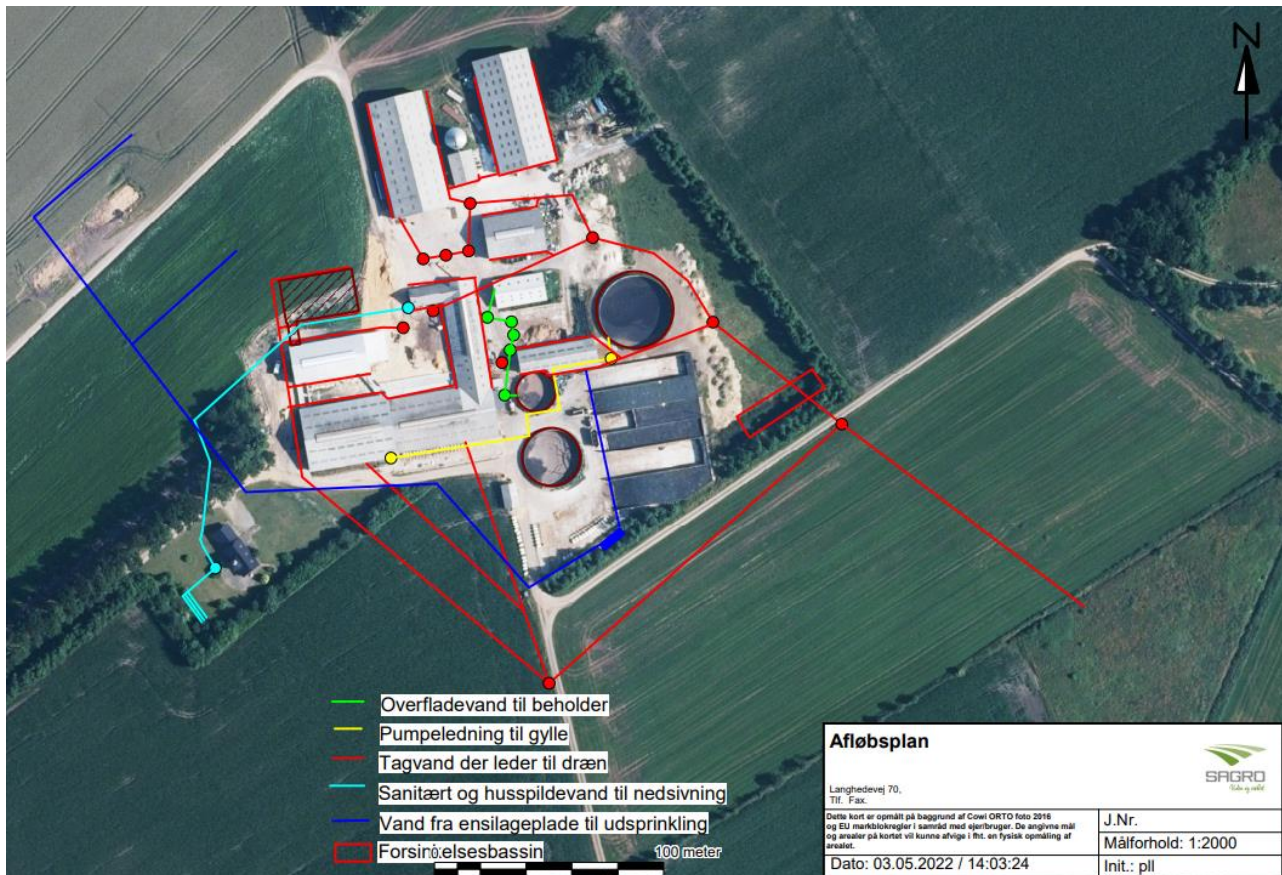 N
Overfladevand til beholder
Pumpeledning til gylle
Tagvand der leder til dræn
Sanitært og husspildevand til nedsivning
Vand fra ensilageplade til udsprinkling
Forsinkelsesbassin
0
100 meter
Afløbsplan
SAGRO
Langhedevej 70,
Tlf. Fax.
Dette kort er opmålt på baggrund af Cowi ORTO foto 2016
og EU markblokregler i samråd med ejer/bruger. De angivne mål
og arealer på kortet vil kunne afvige i fht. en fysisk opmåling af
arealet.
J.Nr.
Målforhold: 1:2000
Dato: 03.05.2022 / 14:03:24
Init.: pll